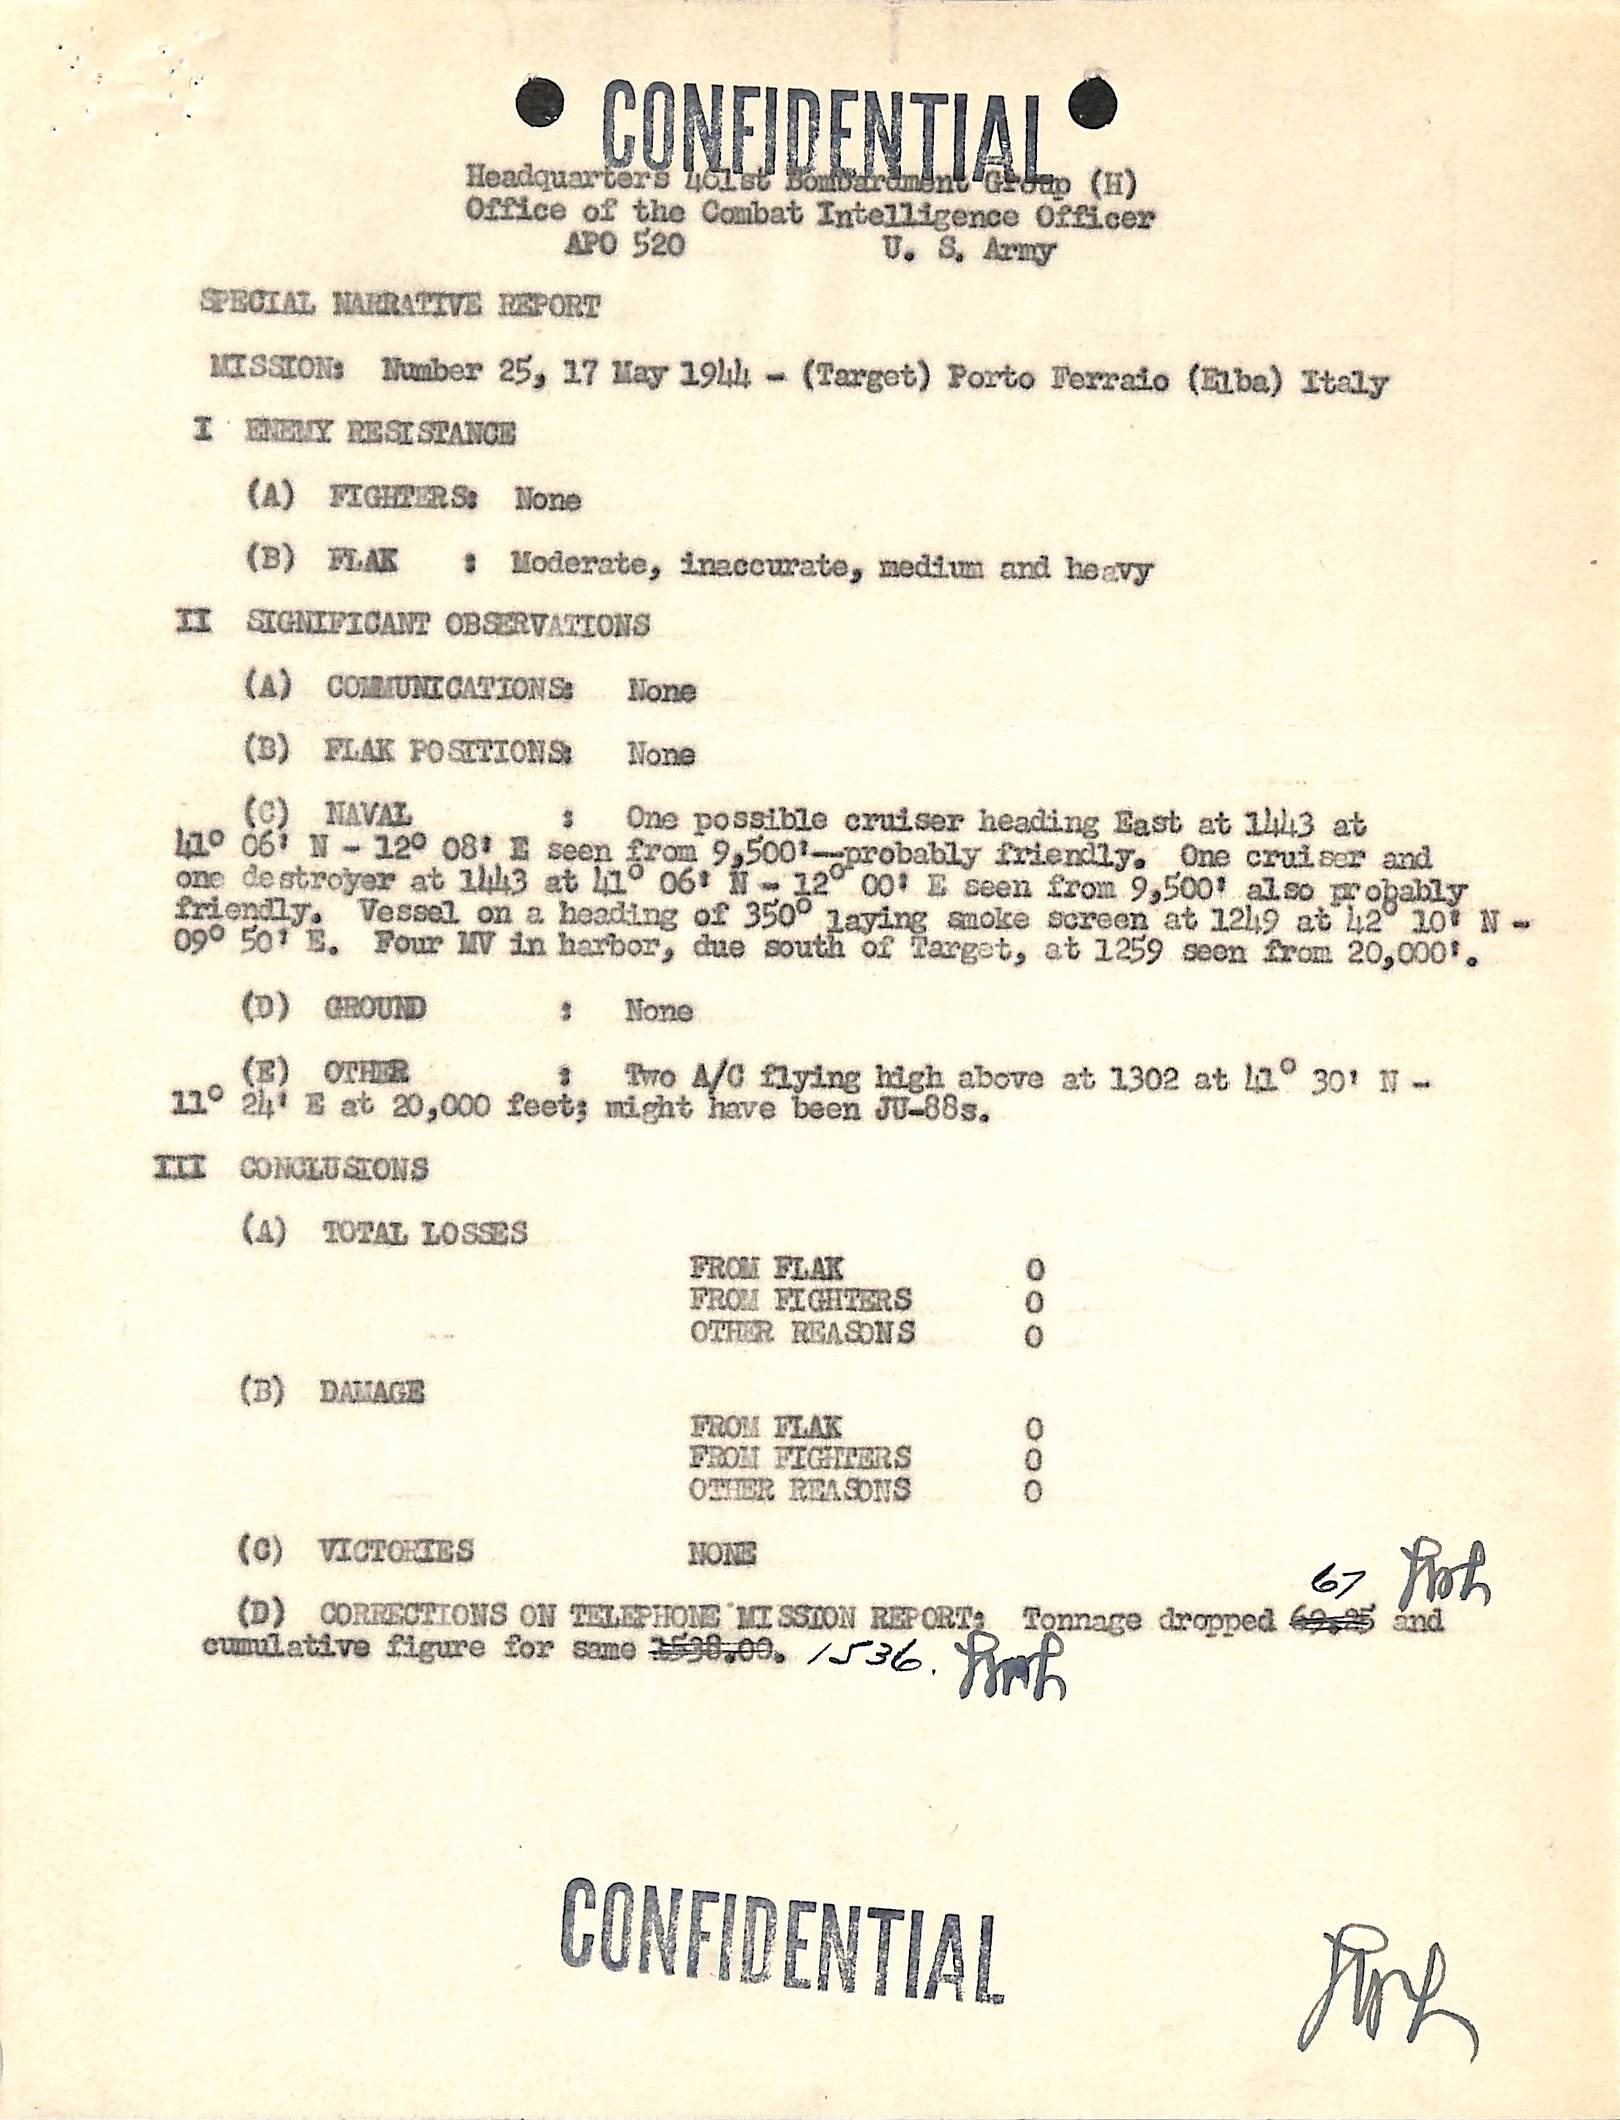 CONFIDENTIAL
Headquarters 461st Bombardment Group (H)
Office of the Combat Intelligence Officer
APO 520 U. S. Army
SPECIAL NARRATIVE REPORT
MISSION: Number 25, 17 May 1944 - (Target) Porto Ferraio (Elba) Italy
I ENEMY RESISTANCE
(A) FIGHTERS: None
(B) FLAK : Moderate, inaccurate, medium and heavy
II SIGNIFICANT OBSERVATIONS
(A) COMMUNICATIONS: None
(B) FLAK POSITIONS: None
(C) NAVAL : One possible cruiser heading East at 1443 at
41° 06' N - 12° 08' E seen from 9,500'--probably friendly. One cruiser and
one destroyer at 1443 at 41° 06' N - 12° 00' E seen from 9,500' also probably
friendly. Vessel on a heading of 350° laying smoke screen at 1249 at 42° 10' N -
09° 50' E. Four MV in harbor, due south of Target, at 1259 seen from 20,000'.
(D) GROUND : None
(E) OTHER : Two A/C flying high above at 1302 at 41° 30' N -
11° 24' E at 20,000 feet; might have been JU-88s.
III CONCLUSIONS
(A) TOTAL LOSSES
FROM FLAK 0
FROM FIGHTERS 0
OTHER REASONS 0
(B) DAMAGE
FROM FLAK 0
FROM FIGHTERS 0
OTHER REASONS 0
(C) VICTORIES NONE
67
(D) CORRECTIONS ON TELEPHONE MISSION REPORT: Tonnage dropped 69.25 and
cumulative figure for same 1538.00. 1536.
CONFIDENTIAL